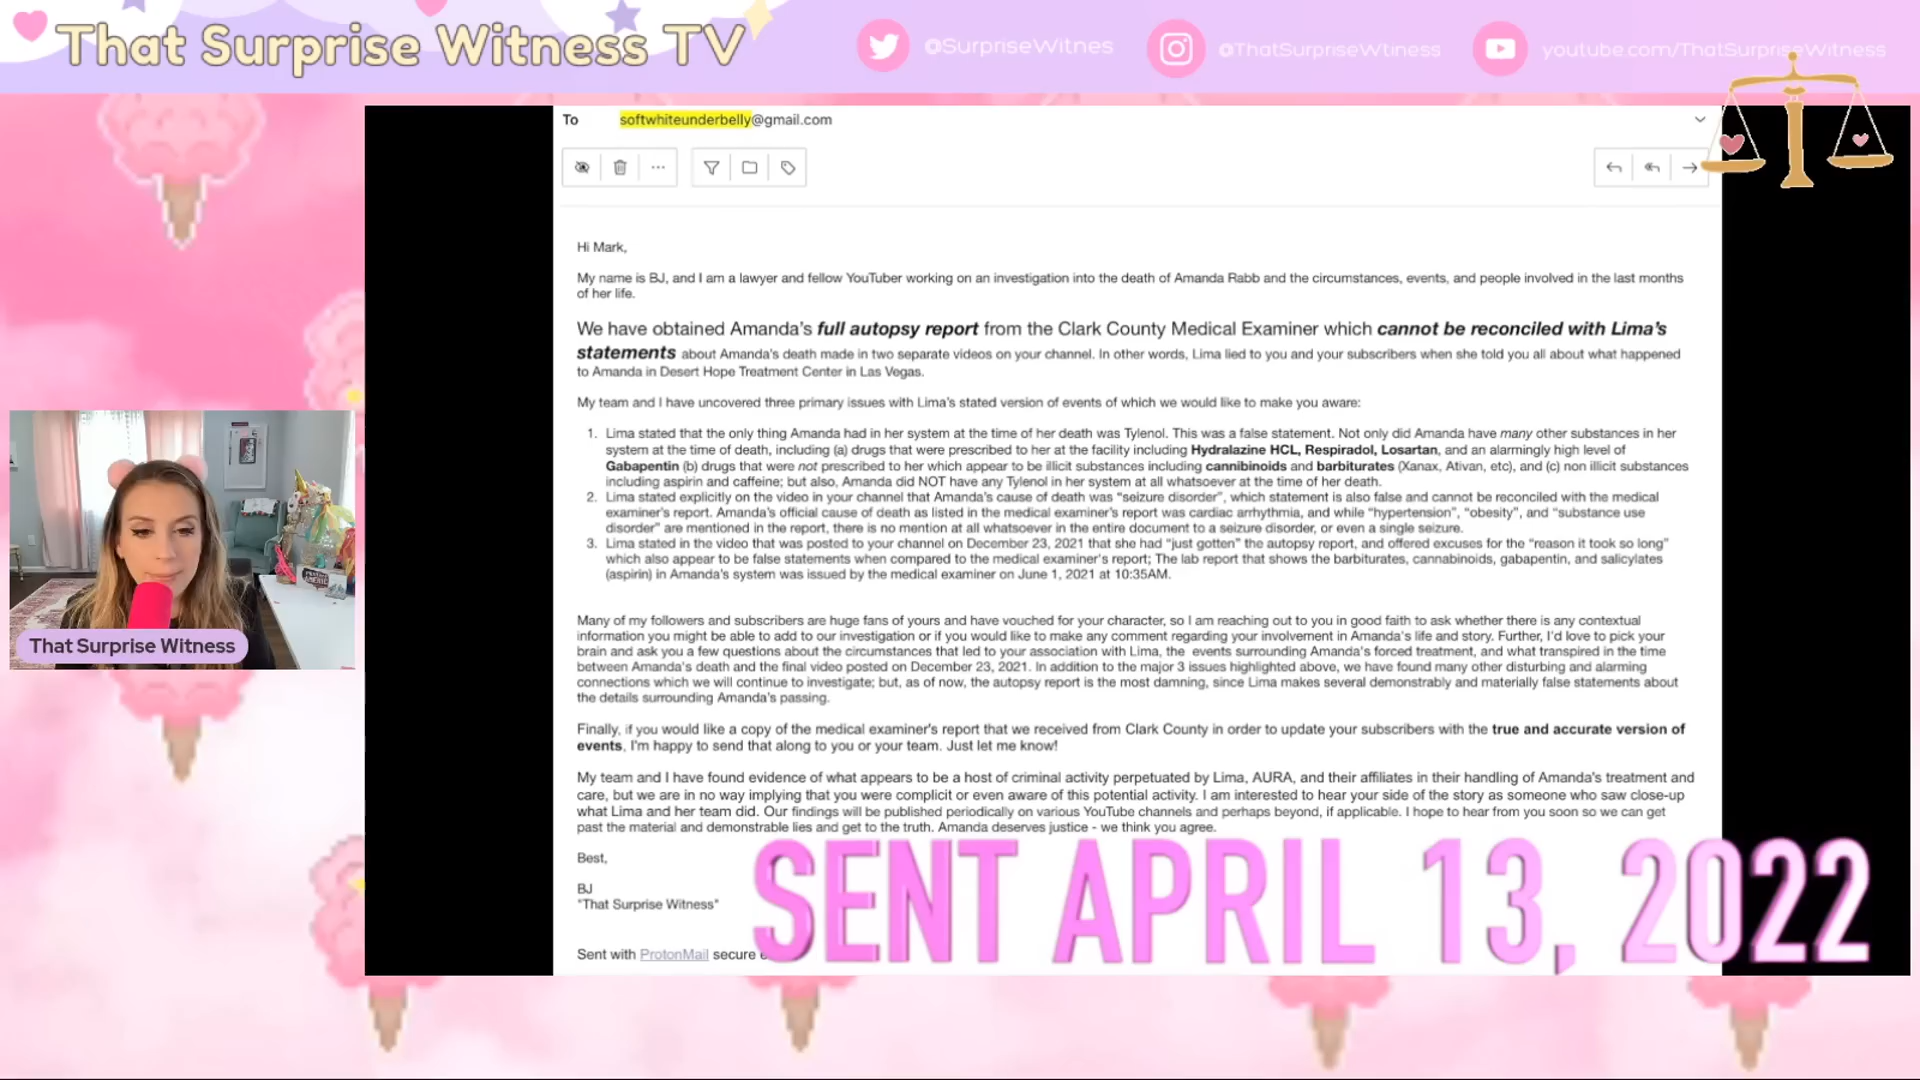 That Surprise Witness TV
@SurpriseWitnes
@ThatSurpriseWtiness
youtube.com/ThatSurpriseWitness
To softwhiteunderbelly@gmail.com
Hi Mark,
My name is BJ, and I am a lawyer and fellow YouTuber working on an investigation into the death of Amanda Rabb and the circumstances, events, and people involved in the last months
of her life.
We have obtained Amanda's full autopsy report from the Clark County Medical Examiner which cannot be reconciled with Lima's
statements about Amanda's death made in two separate videos on your channel. In other words, Lima lied to you and your subscribers when she told you all about what happened
to Amanda in Desert Hope Treatment Center in Las Vegas.
My team and I have uncovered three primary issues with Lima's stated version of events of which we would like to make you aware:
1. Lima stated that the only thing Amanda had in her system at the time of her death was Tylenol. This was a false statement. Not only did Amanda have many other substances in her
system at the time of death, including (a) drugs that were prescribed to her at the facility including Hydralazine HCL, Respiradol, Losartan, and an alarmingly high level of
Gabapentin (b) drugs that were not prescribed to her which appear to be illicit substances including cannibinoids and barbiturates (Xanax, Ativan, etc), and (c) non illicit substances
including aspirin and caffeine; but also, Amanda did NOT have any Tylenol in her system at all whatsoever at the time of her death.
2. Lima stated explicitly on the video in your channel that Amanda's cause of death was "seizure disorder", which statement is also false and cannot be reconciled with the medical
examiner's report. Amanda's official cause of death as listed in the medical examiner's report was cardiac arrhythmia, and while "hypertension", "obesity", and "substance use
disorder" are mentioned in the report, there is no mention at all whatsoever in the entire document to a seizure disorder, or even a single seizure.
3. Lima stated in the video that was posted to your channel on December 23, 2021 that she had "just gotten" the autopsy report, and offered excuses for the "reason it took so long"
which also appear to be false statements when compared to the medical examiner's report; The lab report that shows the barbiturates, cannabinoids, gabapentin, and salicylates
(aspirin) in Amanda's system was issued by the medical examiner on June 1, 2021 at 10:35AM.
Many of my followers and subscribers are huge fans of yours and have vouched for your character, so I am reaching out to you in good faith to ask whether there is any contextual
information you might be able to add to our investigation or if you would like to make any comment regarding your involvement in Amanda's life and story. Further, I'd love to pick your
brain and ask you a few questions about the circumstances that led to your association with Lima, the events surrounding Amanda's forced treatment, and what transpired in the time
between Amanda's death and the final video posted on December 23, 2021. In addition to the major 3 issues highlighted above, we have found many other disturbing and alarming
connections which we will continue to investigate; but, as of now, the autopsy report is the most damning, since Lima makes several demonstrably and materially false statements about
the details surrounding Amanda's passing.
Finally, if you would like a copy of the medical examiner's report that we received from Clark County in order to update your subscribers with the true and accurate version of
events, I'm happy to send that along to you or your team. Just let me know!
My team and I have found evidence of what appears to be a host of criminal activity perpetuated by Lima, AURA, and their affiliates in their handling of Amanda's treatment and
care, but we are in no way implying that you were complicit or even aware of this potential activity. I am interested to hear your side of the story as someone who saw close-up
what Lima and her team did. Our findings will be published periodically on various YouTube channels and perhaps beyond, if applicable. I hope to hear from you soon so we can get
past the material and demonstrable lies and get to the truth. Amanda deserves justice - we think you agree.
Best,
BJ
"That Surprise Witness"
Sent with ProtonMail secure e
SENT APRIL 13, 2022
That Surprise Witness